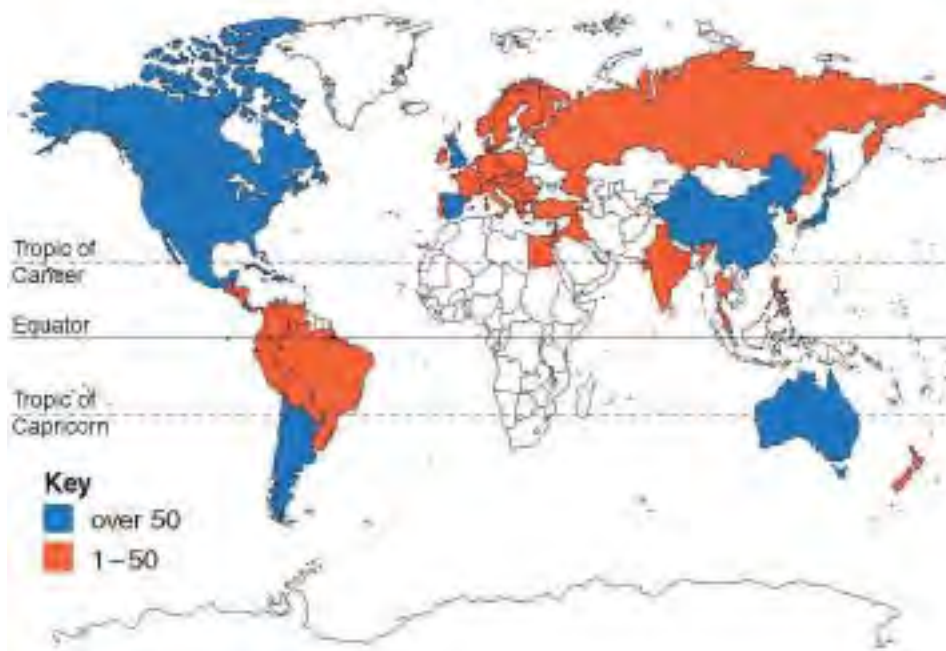 Tropic of
Cancer
Equator
Tropic of
Capricorn
Key
over 50
1–50